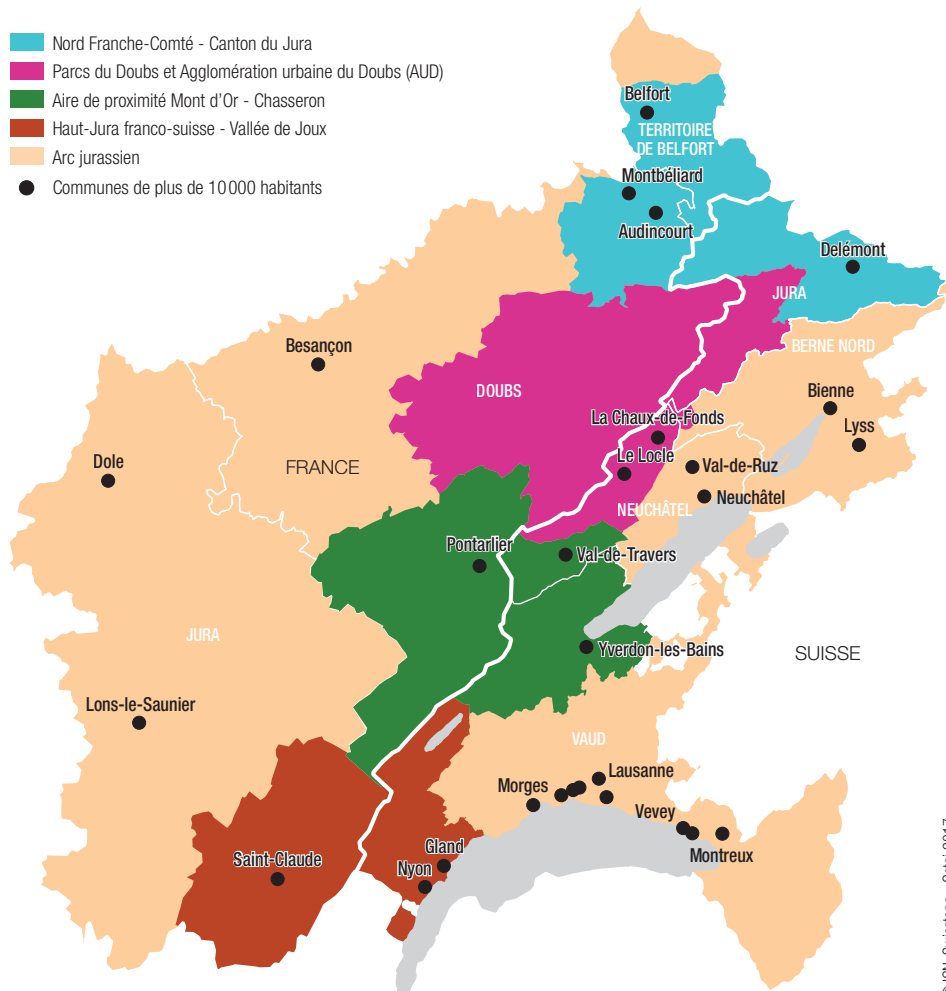 Nord Franche-Comté - Canton du Jura
Parcs du Doubs et Agglomération urbaine du Doubs (AUD)
Aire de proximité Mont d'Or - Chasseron
Haut-Jura franco-suisse - Vallée de Joux
Arc jurassien
Communes de plus de 10 000 habitants
Belfort
TERRITOIRE
DE BELFORT
Montbéliard
Audincourt
Delémont
JURA
BERNE NORD
Besançon
DOUBS
Bienne
La Chaux-de-Fonds
Lyss
Dole
FRANCE
Le Locle
Val-de-Ruz
Neuchâtel
NEUCHÂTEL
Pontarlier
Val-de-Travers
JURA
Yverdon-les-Bains
SUISSE
Lons-le-Saunier
VAUD
Lausanne
Morges
Vevey
Montreux
Gland
Saint-Claude
Nyon